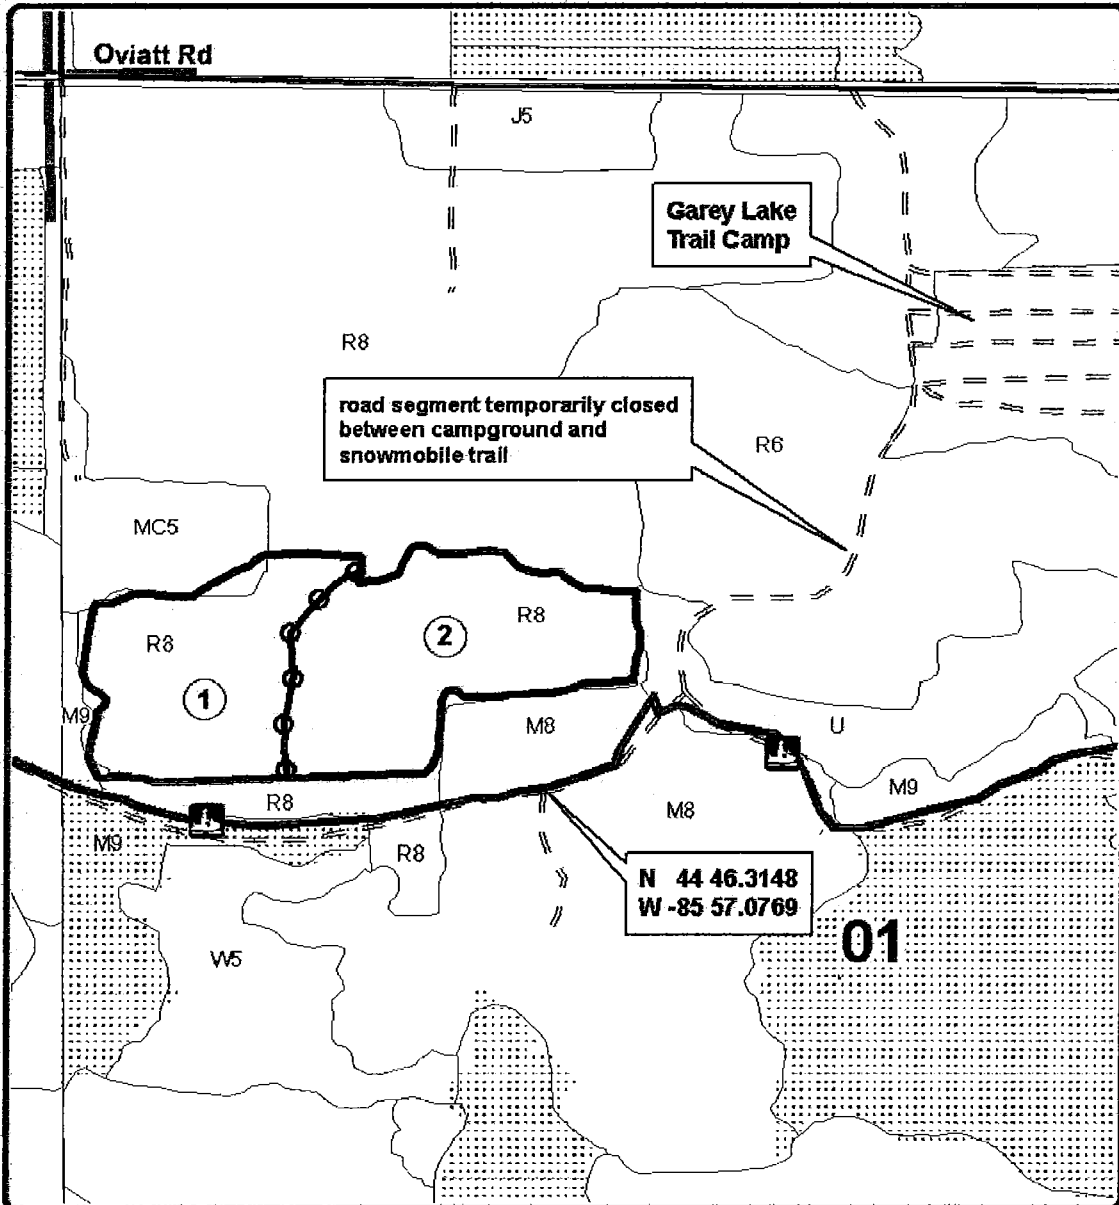 Oviatt Rd
J5
Garey Lake
Trail Camp
R8
road segment temporarily closed
between campground and
snowmobile trail
R6
MC5
R8
2
R8
1
M9
M8
U
R8
M8
M9
M9
R8
N 44 46.3148
W -85 57.0769
01
W5